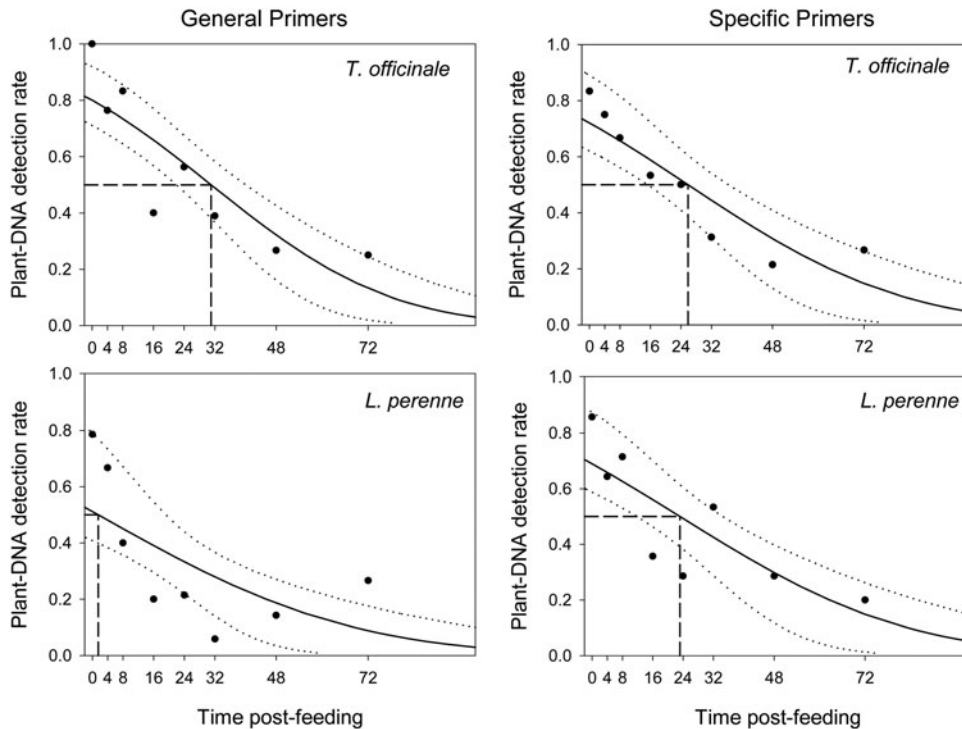 General Primers
Specific Primers
Plant-DNA detection rate
1.0
0.8
0.6
0.4
0.2
0.0
T. officinale
0 4 8 16 24 32 48 72
Plant-DNA detection rate
1.0
0.8
0.6
0.4
0.2
0.0
T. officinale
0 4 8 16 24 32 48 72
Plant-DNA detection rate
1.0
0.8
0.6
0.4
0.2
0.0
L. perenne
0 4 8 16 24 32 48 72
Time post-feeding
Plant-DNA detection rate
1.0
0.8
0.6
0.4
0.2
0.0
L. perenne
0 4 8 16 24 32 48 72
Time post-feeding